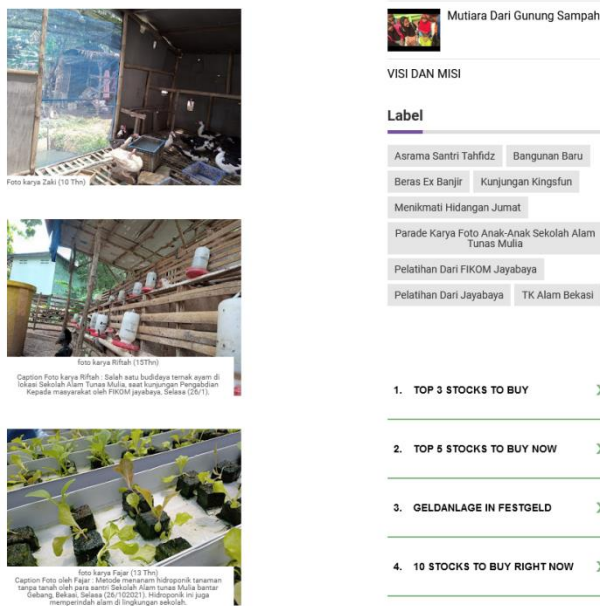 Foto karya Zaki (10 Thn)
foto karya Riftah (15Thn)
Caption Foto karya Riftah : Salah satu budidaya ternak ayam di
lokasi Sekolah Alam Tunas Mulia, saat kunjungan Pengabdian
Kepada masyarakat oleh FIKOM jayabaya, Selasa (26/1).
foto karya Fajar (13 Thn)
Caption Foto oleh Fajar : Metode menanam hidroponik tanaman
tanpa tanah oleh para santri Sekolah Alam tunas Mulia bantar
Gebang, Bekasi, Selasa (26/102021). Hidroponik ini juga
memperindah alam di lingkungan sekolah.
Mutiara Dari Gunung Sampah
VISI DAN MISI
Label
Asrama Santri Tahfidz
Bangunan Baru
Beras Ex Banjir
Kunjungan Kingsfun
Menikmati Hidangan Jumat
Parade Karya Foto Anak-Anak Sekolah Alam
Tunas Mulia
Pelatihan Dari FIKOM Jayabaya
Pelatihan Dari Jayabaya
TK Alam Bekasi
1. TOP 3 STOCKS TO BUY
2. TOP 5 STOCKS TO BUY NOW
3. GELDANLAGE IN FESTGELD
4. 10 STOCKS TO BUY RIGHT NOW